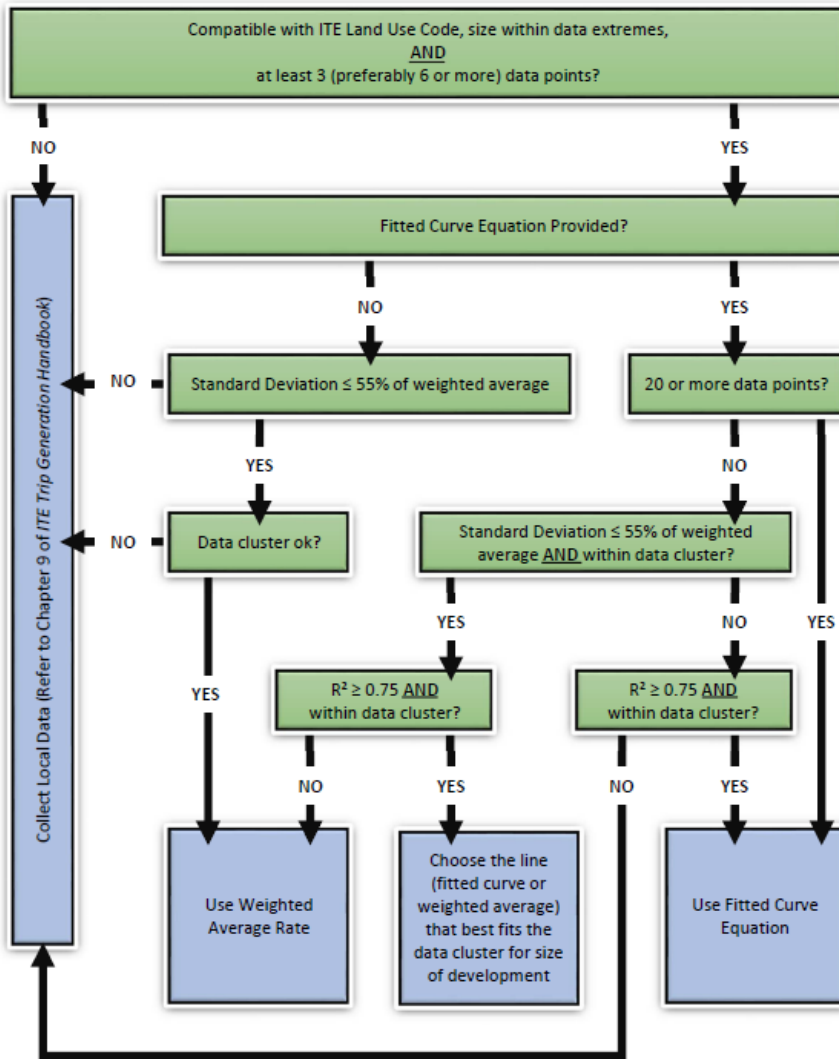 Compatible with ITE Land Use Code, size within data extremes,
AND
at least 3 (preferably 6 or more) data points?
NO
YES
Fitted Curve Equation Provided?
NO
YES
Collect Local Data (Refer to Chapter 9 of ITE Trip Generation Handbook)
NO
Standard Deviation ≤ 55% of weighted average
20 or more data points?
YES
NO
NO
Data cluster ok?
Standard Deviation ≤ 55% of weighted
average AND within data cluster?
YES
NO
YES
YES
R² ≥ 0.75 AND
within data cluster?
R² ≥ 0.75 AND
within data cluster?
NO
YES
NO
YES
Use Weighted
Average Rate
Choose the line
(fitted curve or
weighted average)
that best fits the
data cluster for size
of development
Use Fitted Curve
Equation